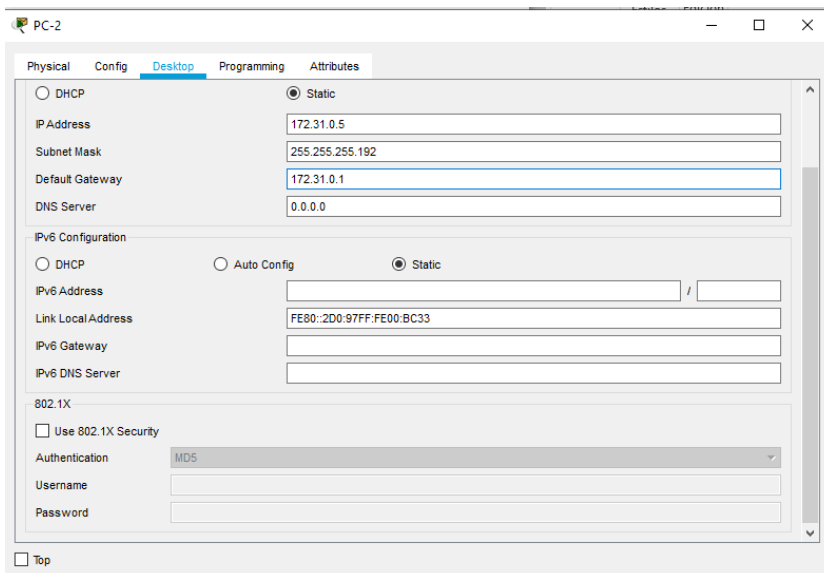 PC-2
Physical Config Desktop Programming Attributes
DHCP Static
IP Address 172.31.0.5
Subnet Mask 255.255.255.192
Default Gateway 172.31.0.1
DNS Server 0.0.0.0
IPv6 Configuration
DHCP Auto Config Static
IPv6 Address /
Link Local Address FE80::2D0:97FF:FE00:BC33
IPv6 Gateway
IPv6 DNS Server
802.1X
Use 802.1X Security
Authentication MD5
Username
Password
Top